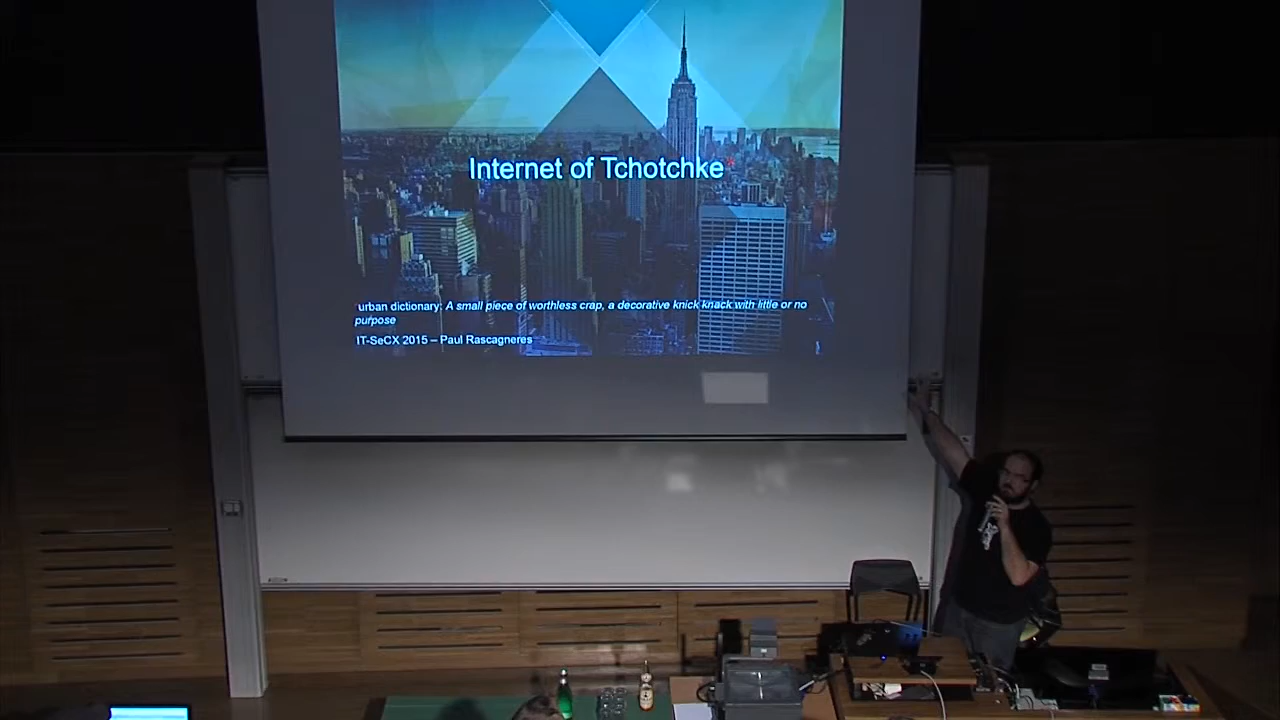 Internet of Tchotchke*
urban dictionary: A small piece of worthless crap, a decorative knick knack with little or no
purpose
IT-SeCX 2015 – Paul Rascagneres